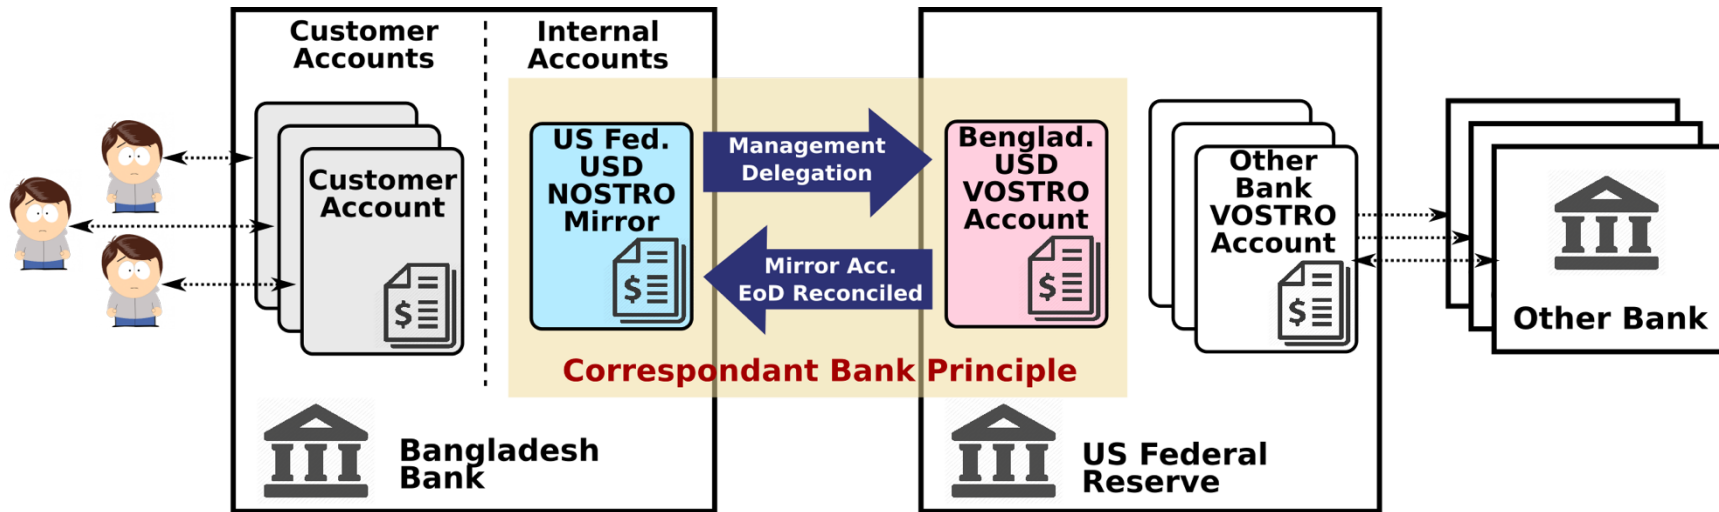 Customer
Accounts
Internal
Accounts
Customer
Account
$
US Fed.
USD
NOSTRO
Mirror
$
Management
Delegation
Mirror Acc.
EoD Reconciled
Benglad.
USD
VOSTRO
Account
$
Other
Bank
VOSTRO
Account
$
Other Bank
Correspondant Bank Principle
Bangladesh
Bank
US Federal
Reserve